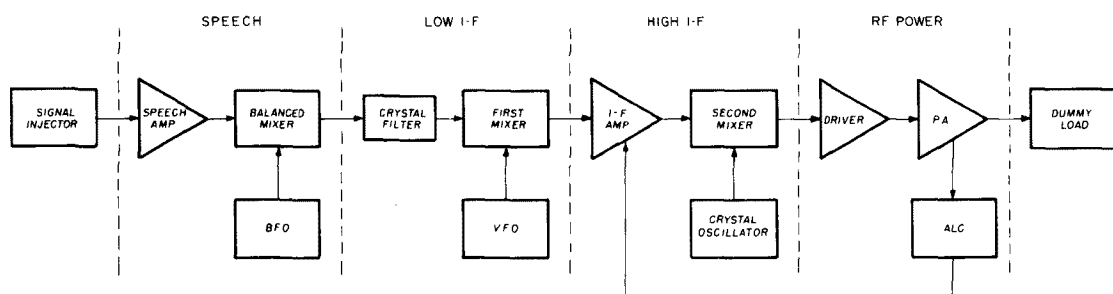 SPEECH
LOW I-F
HIGH I-F
RF POWER
SIGNAL
INJECTOR
SPEECH
AMP
BALANCED
MIXER
CRYSTAL
FILTER
FIRST
MIXER
I-F
AMP
SECOND
MIXER
DRIVER
PA
DUMMY
LOAD
BFO
VFO
CRYSTAL
OSCILLATOR
ALC